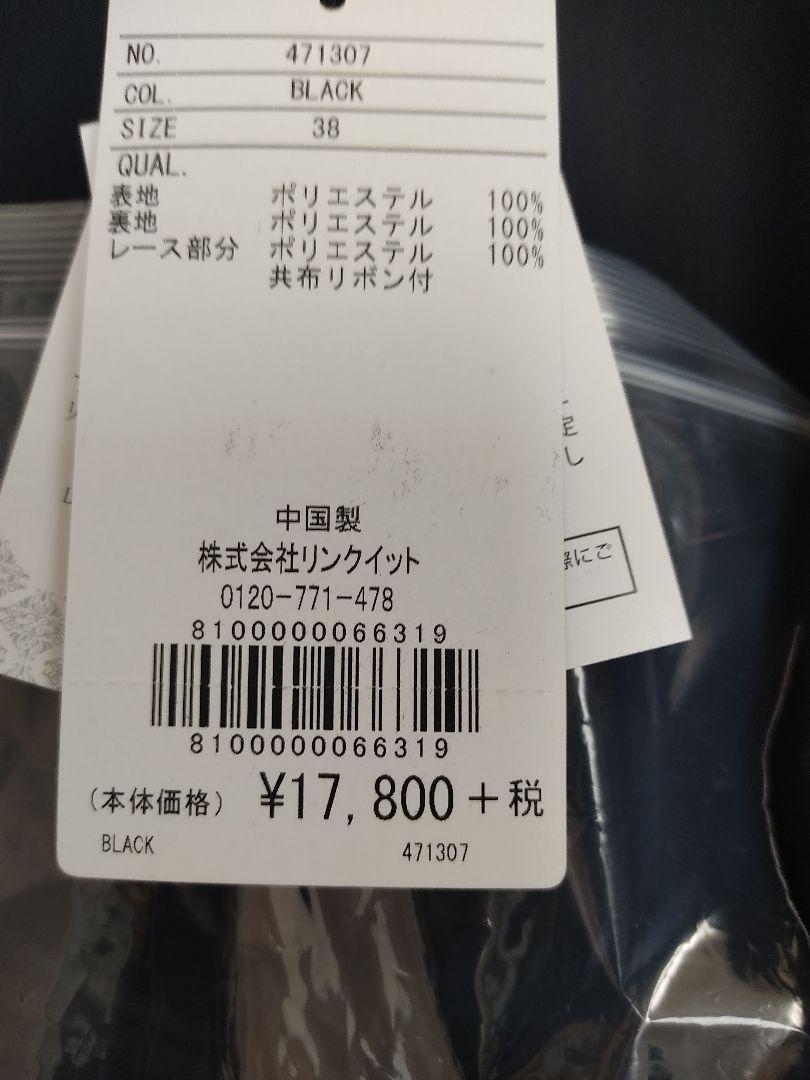 NO. 471307
COL. BLACK
SIZE 38
QUAL.
表地 ポリエステル 100%
裏地 ポリエステル 100%
レース部分 ポリエステル 100%
共布リボン付
中国製
株式会社リンクイット
0120-771-478
8100000066319
8100000066319
(本体価格) ¥17,800+税
BLACK 471307
際にご